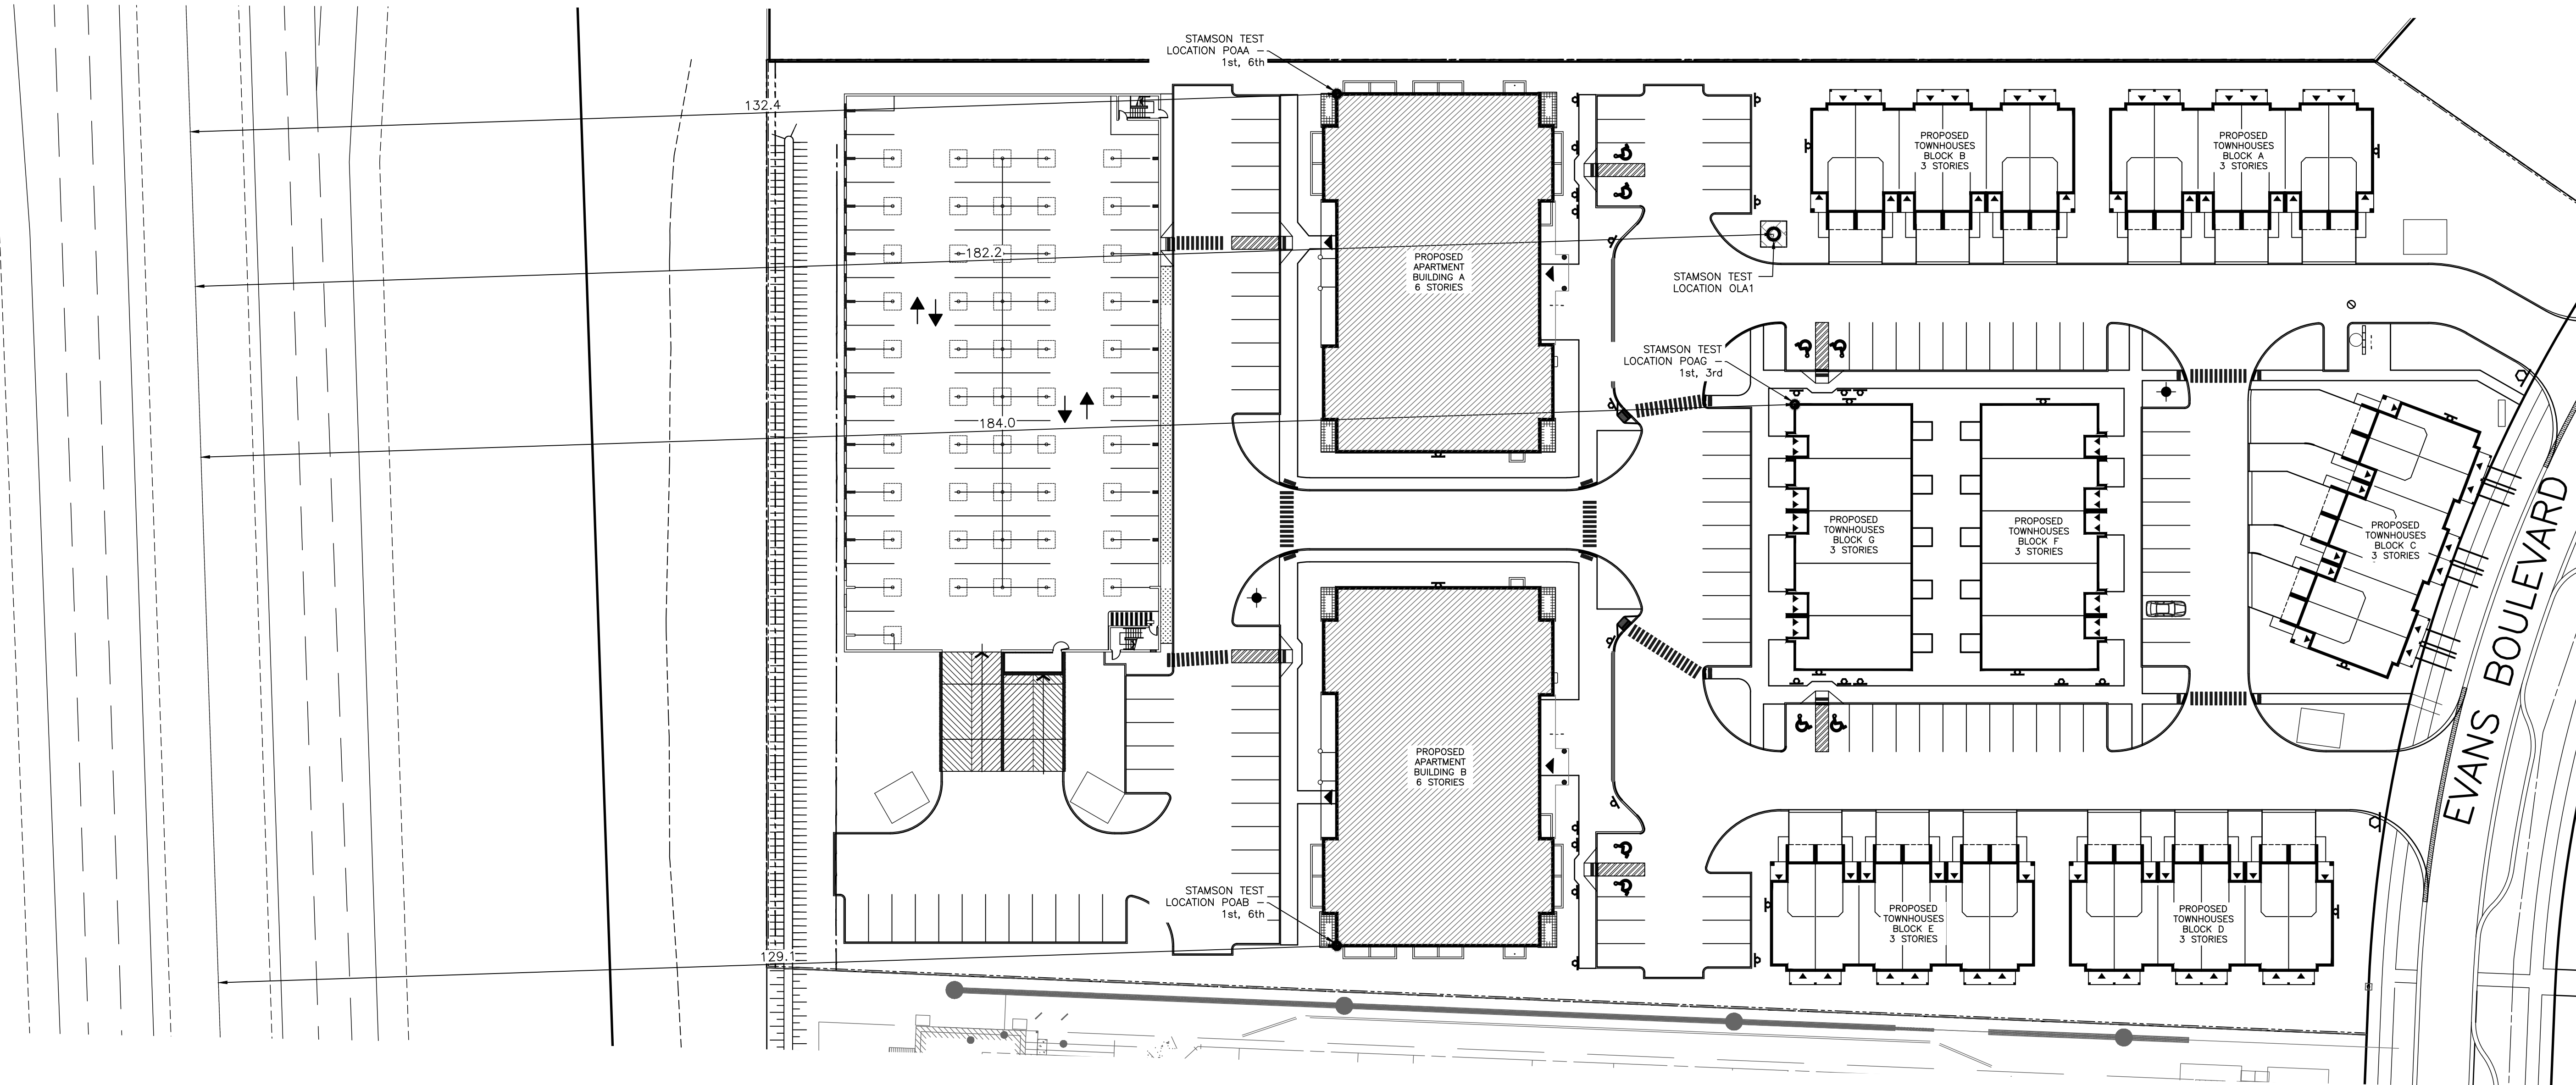 STAMSON TEST
LOCATION POAA -
1st, 6th
132.4
PROPOSED
TOWNHOUSES
BLOCK B
3 STORIES
PROPOSED
TOWNHOUSES
BLOCK A
3 STORIES
182.2
PROPOSED
APARTMENT
BUILDING A
6 STORIES
STAMSON TEST
LOCATION OLA1
STAMSON TEST
LOCATION POAG -
1st, 3rd
184.0
PROPOSED
TOWNHOUSES
BLOCK G
3 STORIES
PROPOSED
TOWNHOUSES
BLOCK F
3 STORIES
PROPOSED
TOWNHOUSES
BLOCK C
3 STORIES
EVANS BOULEVARD
PROPOSED
APARTMENT
BUILDING B
6 STORIES
STAMSON TEST
LOCATION POAB -
1st, 6th
129.1
PROPOSED
TOWNHOUSES
BLOCK E
3 STORIES
PROPOSED
TOWNHOUSES
BLOCK D
3 STORIES